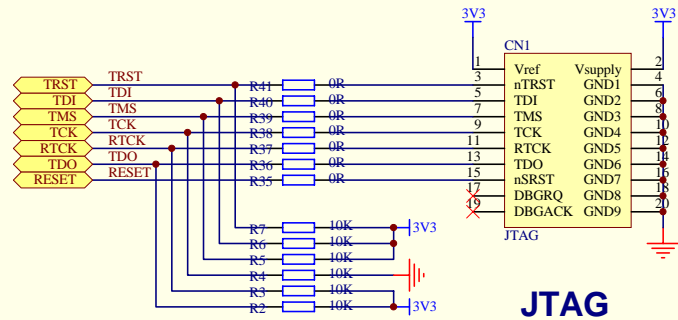 3V3 3V3
CN1
1 Vref Vsupply 2
TRST TRST R41 0R 3 nTRST GND1 4
TDI TDI R40 0R 5 TDI GND2 6
TMS TMS R39 0R 7 TMS GND3 8
TCK TCK R38 0R 9 TCK GND4 10
RTCK RTCK R37 0R 11 RTCK GND5 12
TDO TDO R36 0R 13 TDO GND6 14
RESET RESET R35 0R 15 nSRST GND7 16
17 DBGRQ GND8 18
19 DBGACK GND9 20
JTAG
R7 10K 3V3
R6 10K
R5 10K
R4 10K
R3 10K
R2 10K 3V3
JTAG